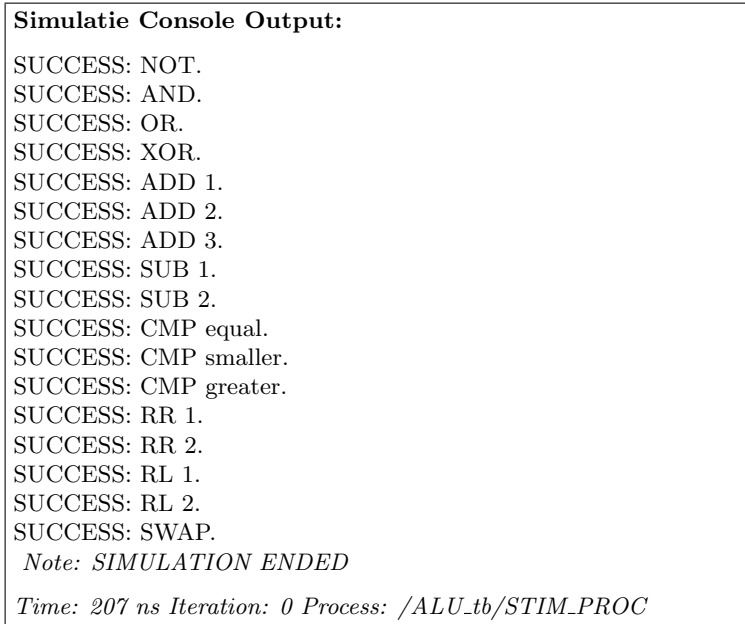 Simulatie Console Output:
SUCCESS: NOT.
SUCCESS: AND.
SUCCESS: OR.
SUCCESS: XOR.
SUCCESS: ADD 1.
SUCCESS: ADD 2.
SUCCESS: ADD 3.
SUCCESS: SUB 1.
SUCCESS: SUB 2.
SUCCESS: CMP equal.
SUCCESS: CMP smaller.
SUCCESS: CMP greater.
SUCCESS: RR 1.
SUCCESS: RR 2.
SUCCESS: RL 1.
SUCCESS: RL 2.
SUCCESS: SWAP.
Note: SIMULATION ENDED
Time: 207 ns Iteration: 0 Process: /ALU_tb/STIM_PROC